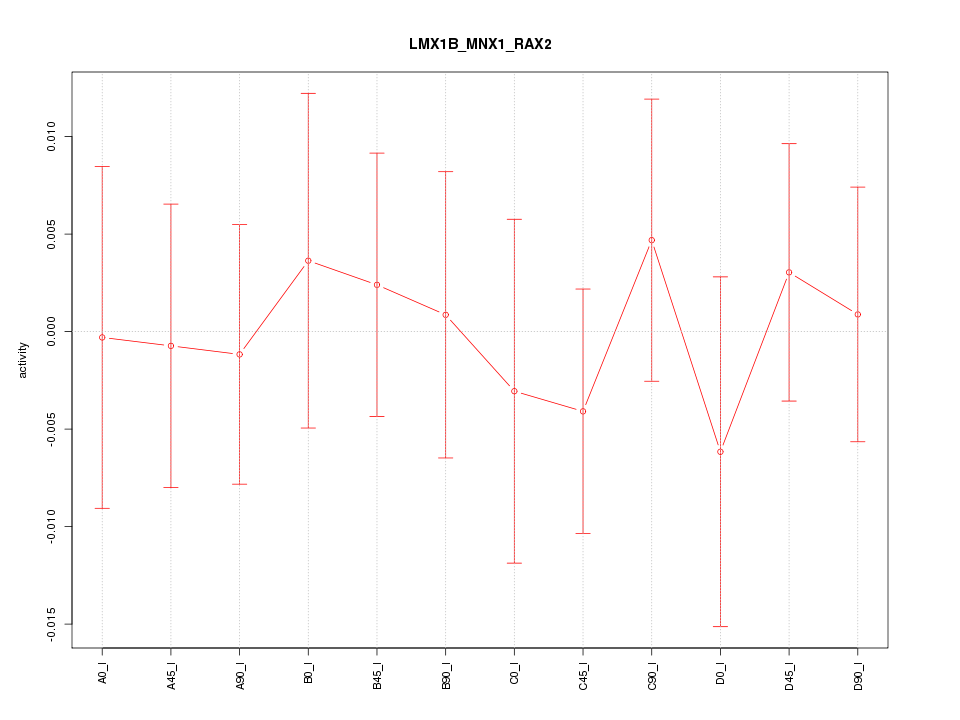 LMX1B_MNX1_RAX2
activity
0.010
0.005
0.000
-0.005
-0.010
-0.015
A0_I
A45_I
A90_I
B0_I
B45_I
B90_I
C0_I
C45_I
C90_I
D0_I
D45_I
D90_I